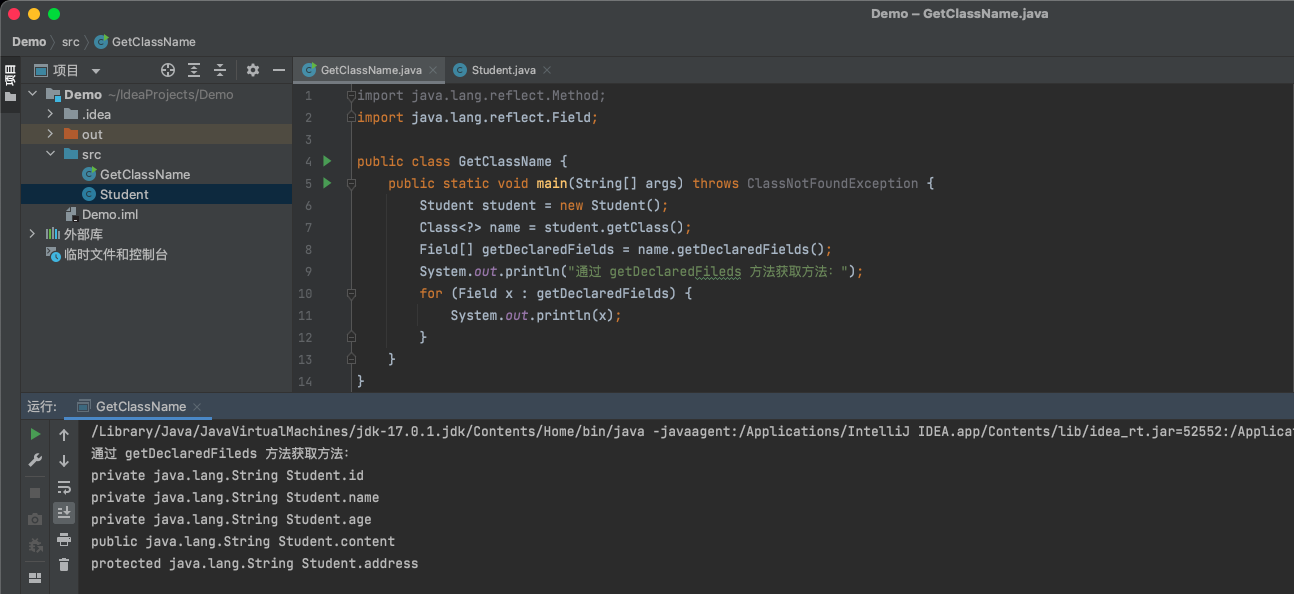 Demo – GetClassName.java
Demo src GetClassName
项目
项目
Demo ~/IdeaProjects/Demo
.idea
out
src
GetClassName
Student
Demo.iml
外部库
临时文件和控制台
GetClassName.java Student.java
1 import java.lang.reflect.Method;
2 import java.lang.reflect.Field;
3
4 public class GetClassName {
5 public static void main(String[] args) throws ClassNotFoundException {
6 Student student = new Student();
7 Class<?> name = student.getClass();
8 Field[] getDeclaredFields = name.getDeclaredFields();
9 System.out.println("通过 getDeclaredFileds 方法获取方法：");
10 for (Field x : getDeclaredFields) {
11 System.out.println(x);
12 }
13 }
14 }
运行: GetClassName
/Library/Java/JavaVirtualMachines/jdk-17.0.1.jdk/Contents/Home/bin/java -javaagent:/Applications/IntelliJ IDEA.app/Contents/lib/idea_rt.jar=52552:/Applica
通过 getDeclaredFileds 方法获取方法：
private java.lang.String Student.id
private java.lang.String Student.name
private java.lang.String Student.age
public java.lang.String Student.content
protected java.lang.String Student.address